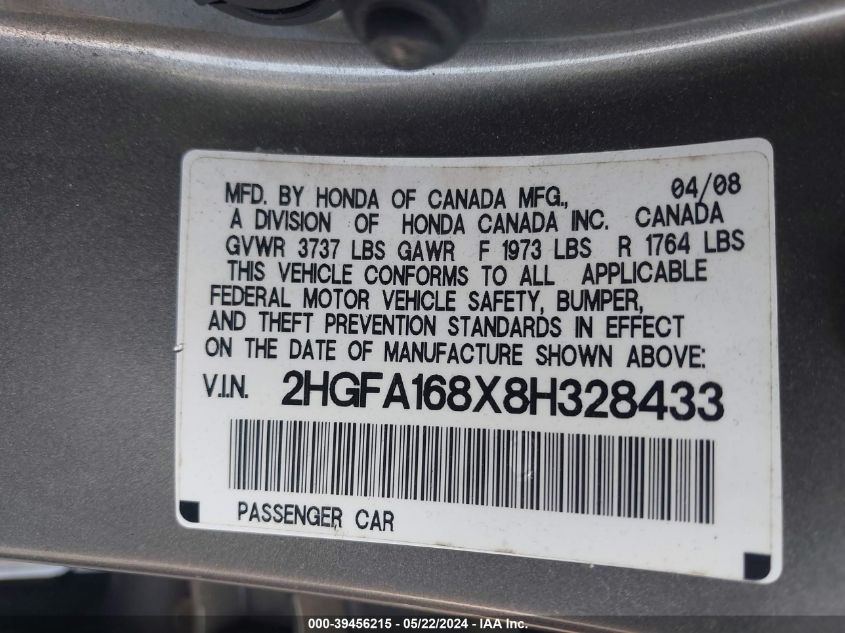 MFD. BY HONDA OF CANADA MFG., 04/08
A DIVISION OF HONDA CANADA INC. CANADA
GVWR 3737 LBS GAWR F 1973 LBS R 1764 LBS
THIS VEHICLE CONFORMS TO ALL APPLICABLE
FEDERAL MOTOR VEHICLE SAFETY, BUMPER,
AND THEFT PREVENTION STANDARDS IN EFFECT
ON THE DATE OF MANUFACTURE SHOWN ABOVE:
V.I.N. 2HGFA168X8H328433
PASSENGER CAR
000-39456215 - 05/22/2024 - IAA Inc.